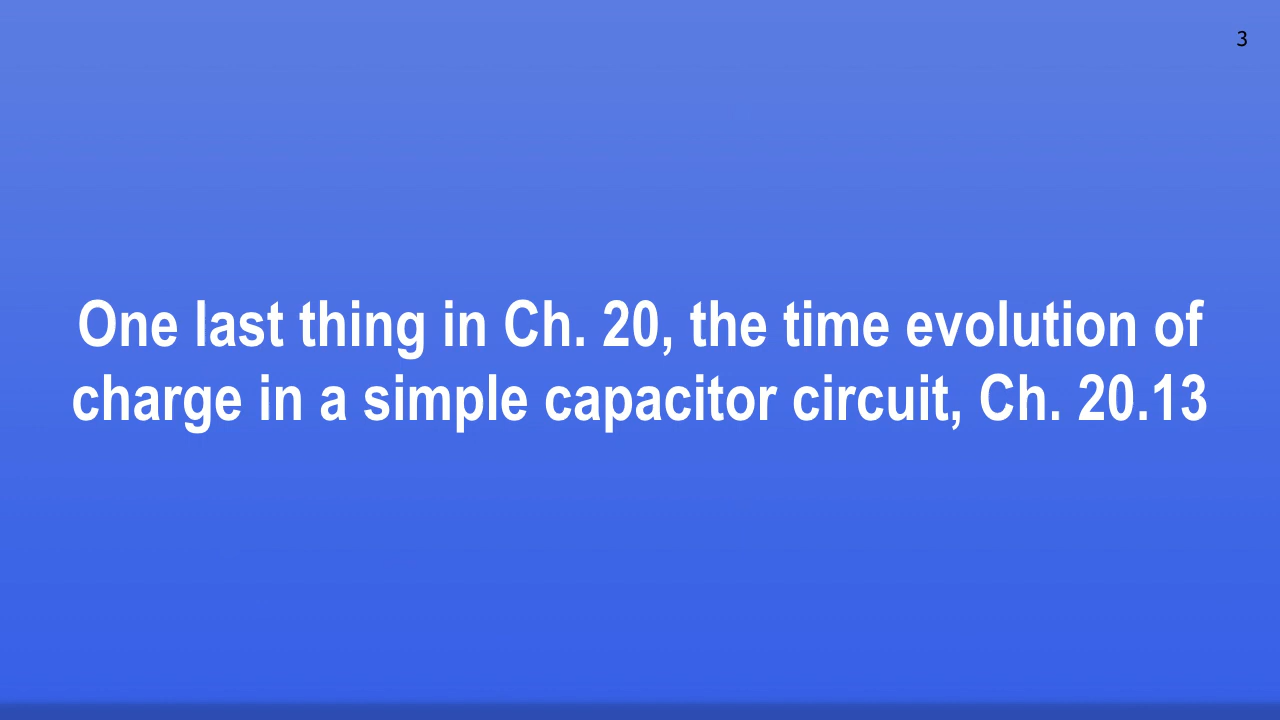 3
One last thing in Ch. 20, the time evolution of
charge in a simple capacitor circuit, Ch. 20.13